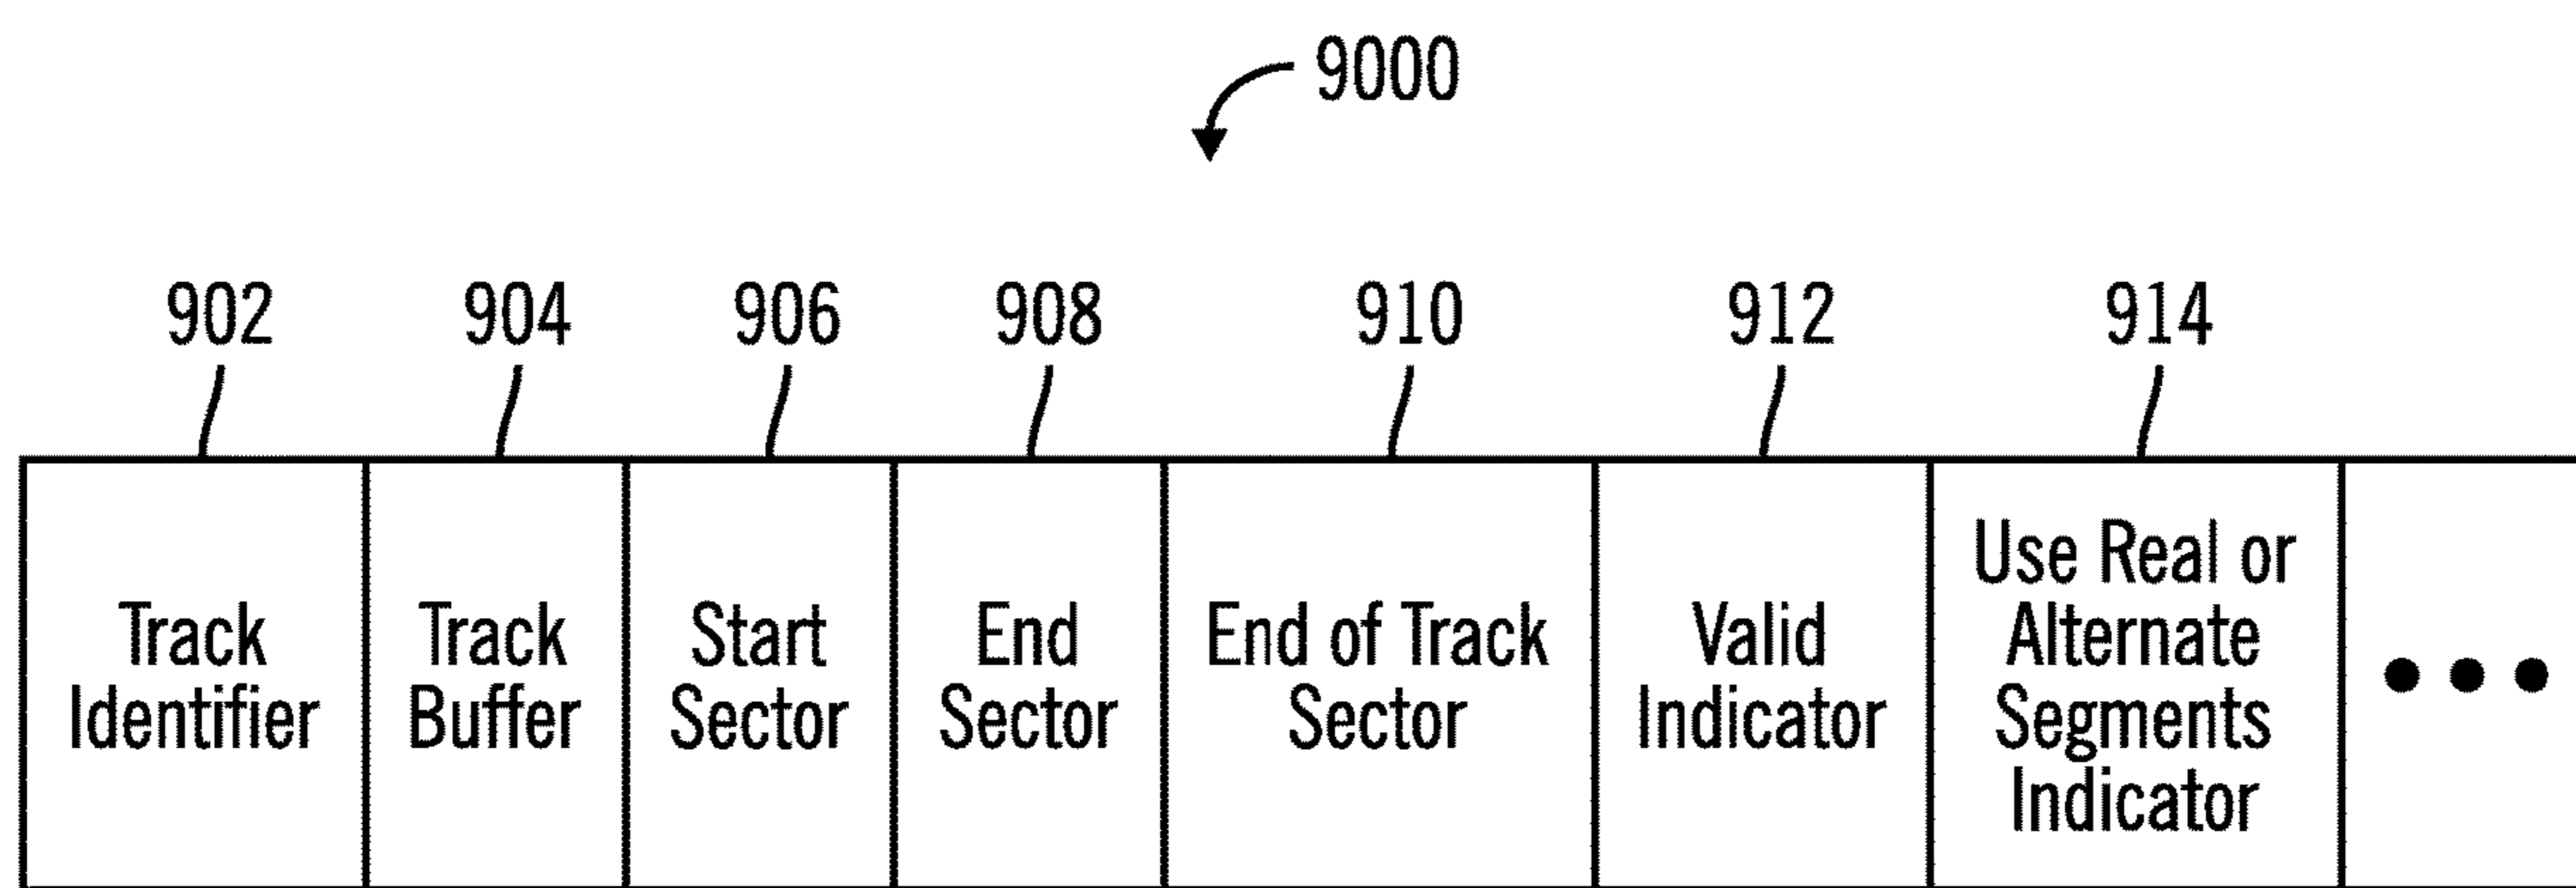 9000
902 904 906 908 910 912 914
Track
Identifier
Track
Buffer
Start
Sector
End
Sector
End of Track
Sector
Valid
Indicator
Use Real or
Alternate
Segments
Indicator
• • •